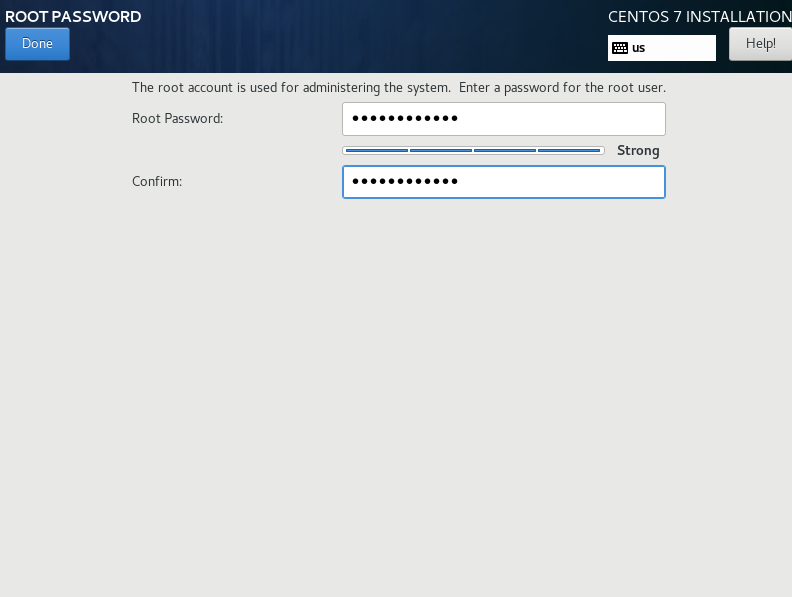 ROOT PASSWORD
CENTOS 7 INSTALLATION
Done
us
Help!
The root account is used for administering the system.  Enter a password for the root user.
Root Password:
••••••••••••
Strong
Confirm:
••••••••••••